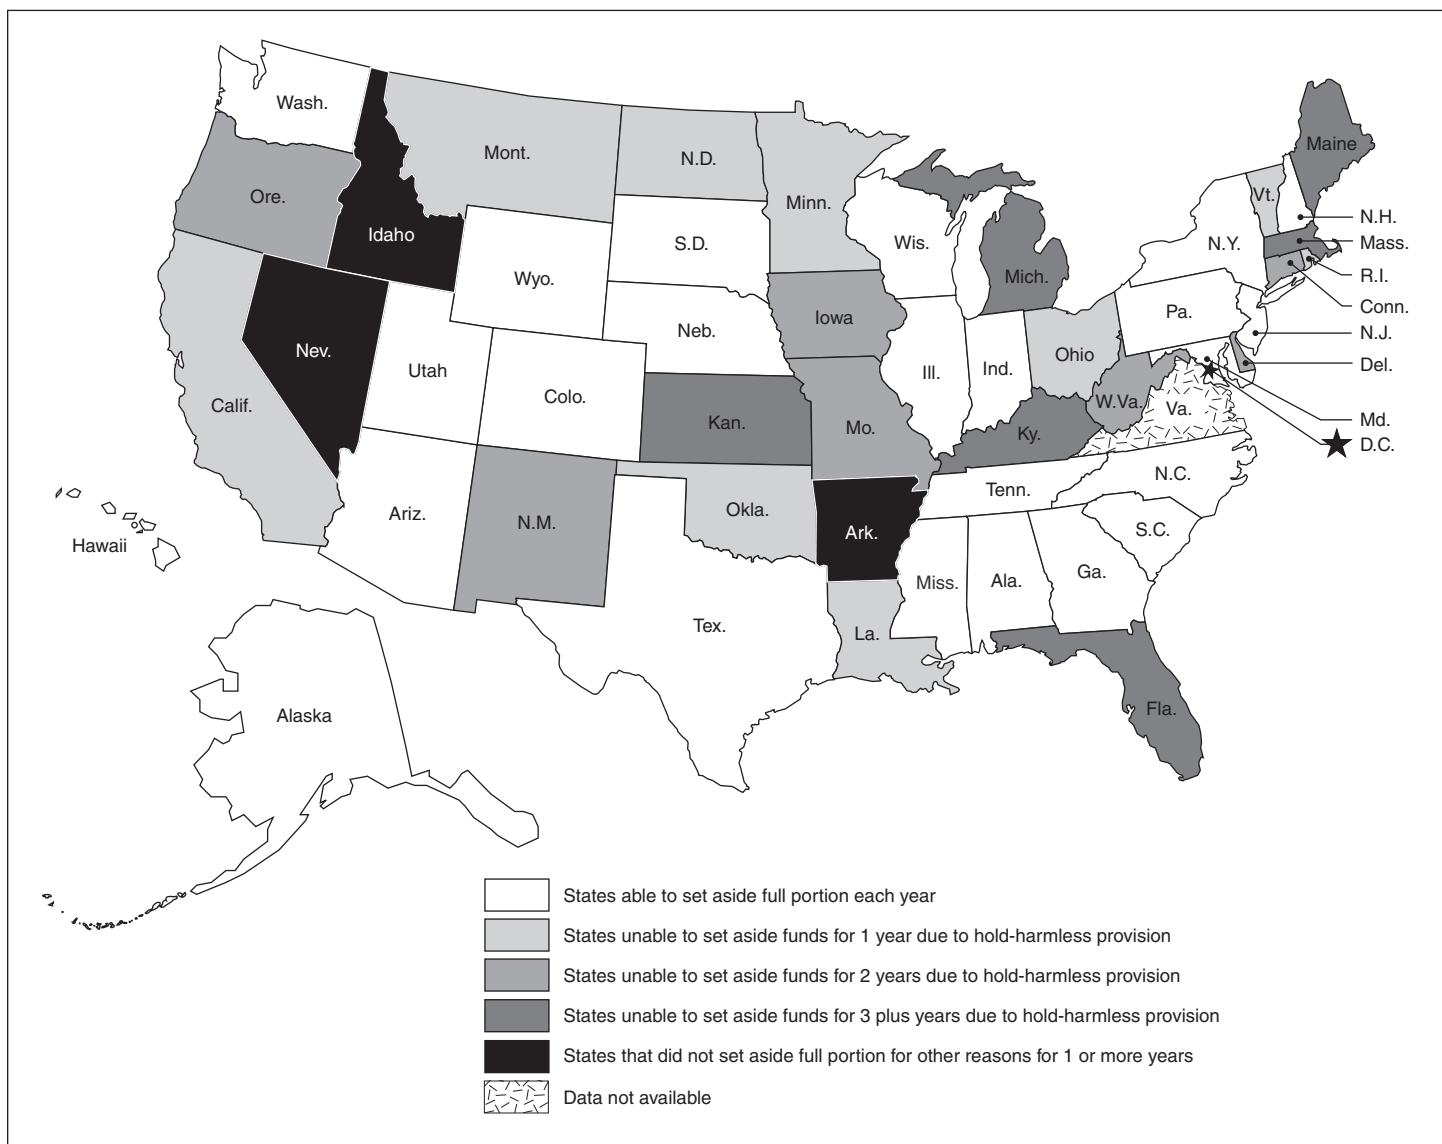 Wash.
Mont.
N.D.
Minn.
Maine
Vt.
Ore.
Idaho
S.D.
Wis.
Mich.
N.Y.
N.H.
Mass.
R.I.
Conn.
N.J.
Del.
Md.
D.C.
Wyo.
Iowa
Neb.
Pa.
Nev.
Utah
Colo.
Ill.
Ind.
Ohio
Calif.
Kan.
Mo.
Ky.
W.Va.
Va.
Ariz.
N.M.
Okla.
Ark.
Tenn.
N.C.
S.C.
Hawaii
Tex.
La.
Miss.
Ala.
Ga.
Fla.
Alaska
States able to set aside full portion each year
States unable to set aside funds for 1 year due to hold-harmless provision
States unable to set aside funds for 2 years due to hold-harmless provision
States unable to set aside funds for 3 plus years due to hold-harmless provision
States that did not set aside full portion for other reasons for 1 or more years
Data not available